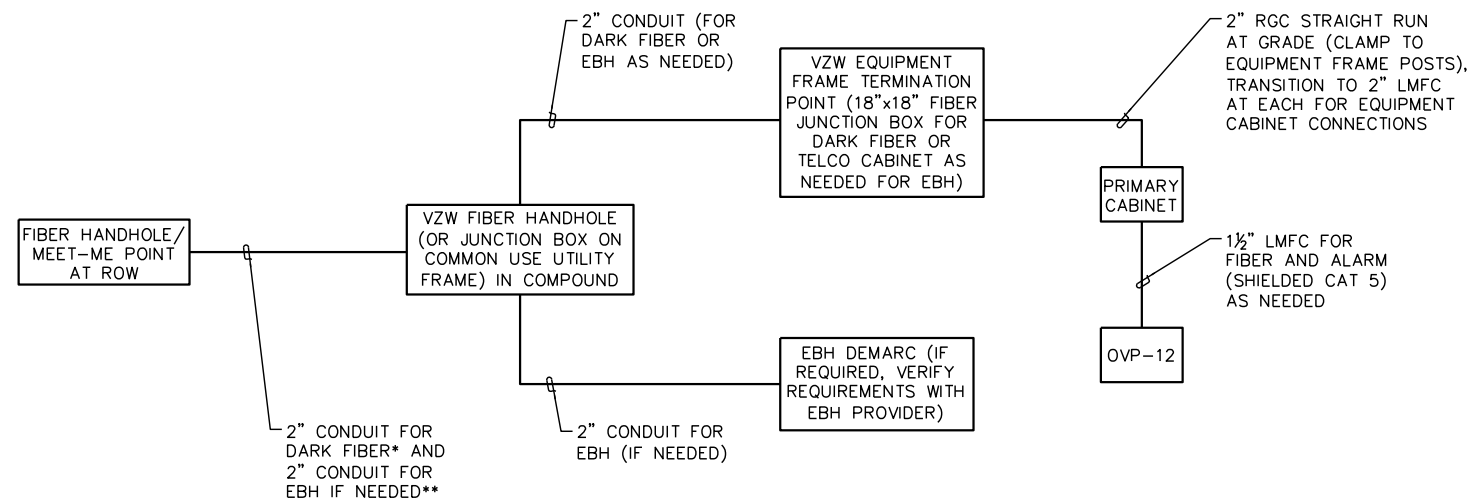 2" CONDUIT (FOR
DARK FIBER OR
EBH AS NEEDED)
VZW EQUIPMENT
FRAME TERMINATION
POINT (18"x18" FIBER
JUNCTION BOX FOR
DARK FIBER OR
TELCO CABINET AS
NEEDED FOR EBH)
2" RGC STRAIGHT RUN
AT GRADE (CLAMP TO
EQUIPMENT FRAME POSTS),
TRANSITION TO 2" LMFC
AT EACH FOR EQUIPMENT
CABINET CONNECTIONS
PRIMARY
CABINET
FIBER HANDHOLE/
MEET-ME POINT
AT ROW
VZW FIBER HANDHOLE
(OR JUNCTION BOX ON
COMMON USE UTILITY
FRAME) IN COMPOUND
1½" LMFC FOR
FIBER AND ALARM
(SHIELDED CAT 5)
AS NEEDED
OVP-12
EBH DEMARC (IF
REQUIRED, VERIFY
REQUIREMENTS WITH
EBH PROVIDER)
2" CONDUIT FOR
DARK FIBER* AND
2" CONDUIT FOR
EBH IF NEEDED**
2" CONDUIT FOR
EBH (IF NEEDED)